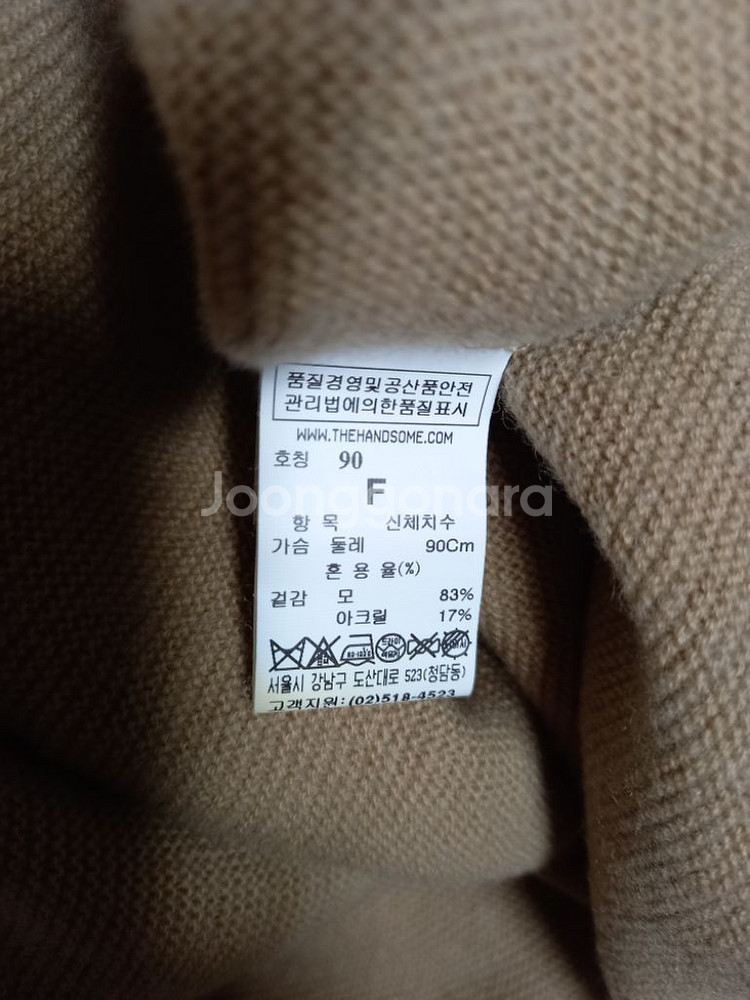 품질경영및공산품안전
관리법에의한품질표시
WWW.THEHANDSOME.COM
호칭 90
F
Joonggonara
항 목 신체치수
가슴 둘레 90Cm
혼 용 율(%)
겉감 모 83%
아크릴 17%
서울시 강남구 도산대로 523(청담동)
고객지원:(02)518-4523